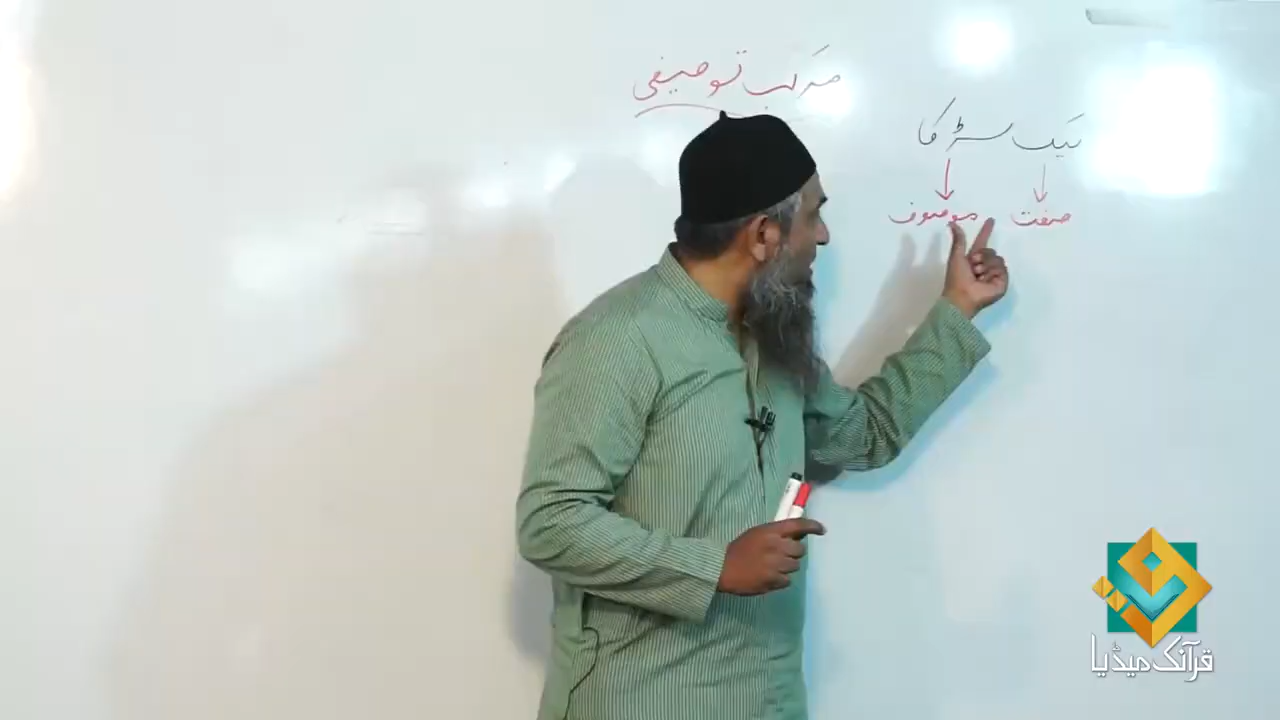 مرکب توصیفی
نیک لڑکا
صفت موصوف
قرآنک میڈیا